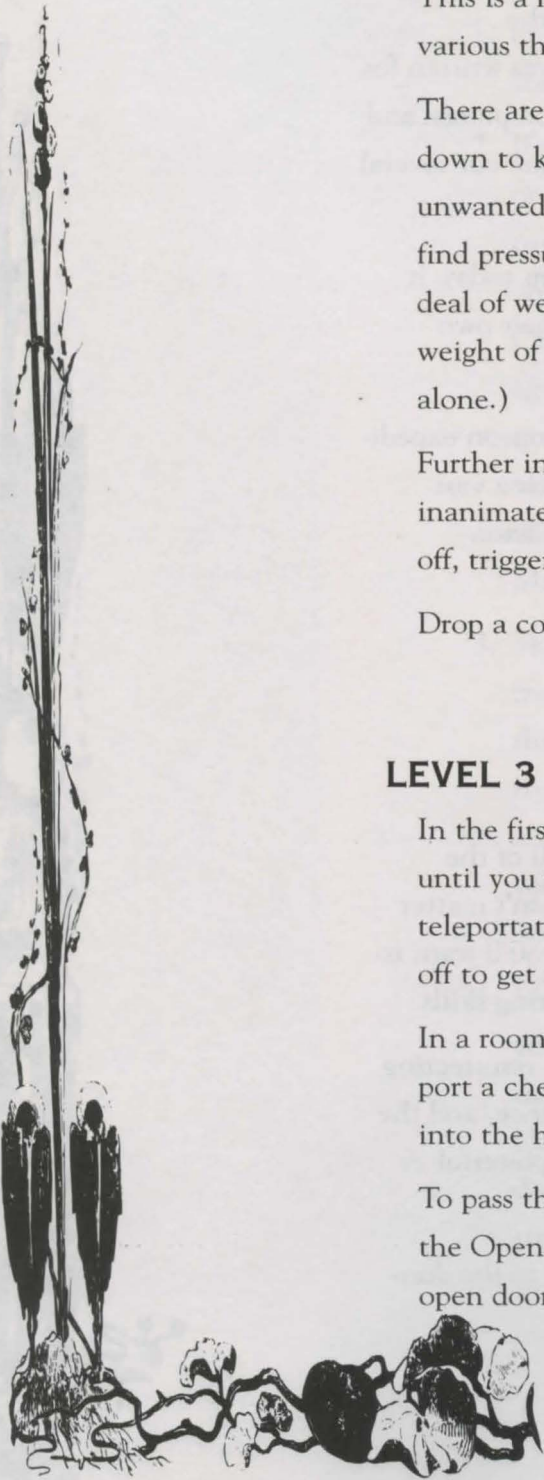 This is a
various th
There are
down to k
unwanted
find pressu
deal of we
weight of
alone.)
Further in
inanimate
off, trigger
Drop a co
LEVEL 3
In the firs
until you
teleportat
off to get
In a room
port a che
into the h
To pass th
the Open
open door